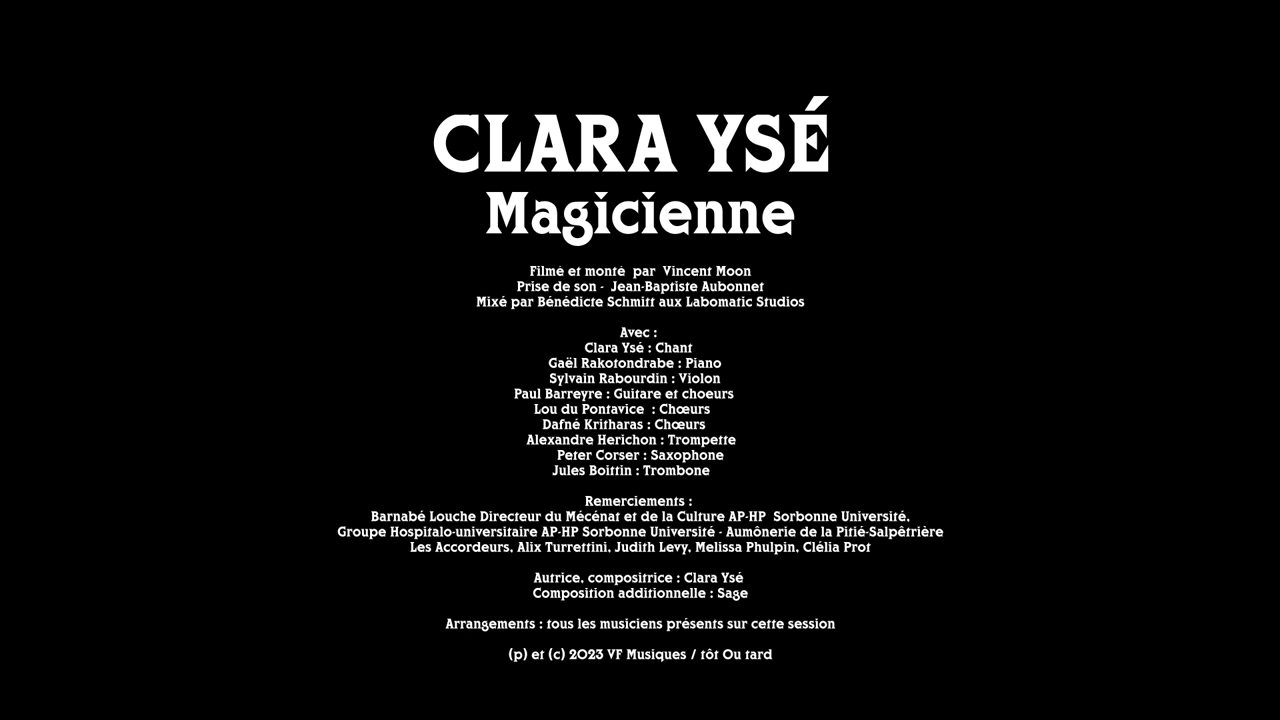 CLARA YSÉ
Magicienne
Filmé et monté par Vincent Moon
Prise de son - Jean-Baptiste Aubonnet
Mixé par Bénédicte Schmitt aux Labomatic Studios
Avec :
Clara Ysé : Chant
Gaël Rakotondrabe : Piano
Sylvain Rabourdin : Violon
Paul Barreyre : Guitare et choeurs
Lou du Pontavice : Chœurs
Dafné Kritharas : Chœurs
Alexandre Herichon : Trompette
Peter Corser : Saxophone
Jules Boittin : Trombone
Remerciements :
Barnabé Louche Directeur du Mécénat et de la Culture AP-HP Sorbonne Université,
Groupe Hospitalo-universitaire AP-HP Sorbonne Université - Aumônerie de la Pitié-Salpêtrière
Les Accordeurs, Alix Turrettini, Judith Levy, Melissa Phulpin, Clélia Prot
Autrice, compositrice : Clara Ysé
Composition additionnelle : Sage
Arrangements : tous les musiciens présents sur cette session
(p) et (c) 2023 VF Musiques / tôt Ou tard